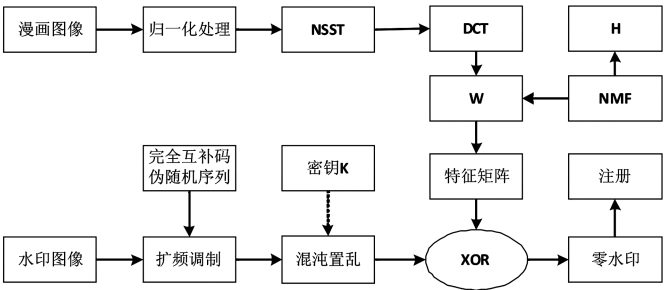 漫画图像
归一化处理
NSST
DCT
H
W
NMF
完全互补码
伪随机序列
密钥K
特征矩阵
注册
水印图像
扩频调制
混沌置乱
XOR
零水印